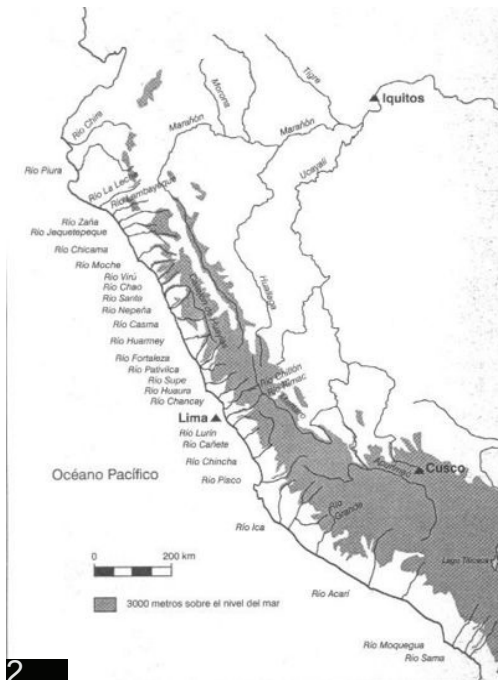 Tigre
Morona
Iquitos
Río Chira
Marañón
Marañón
Ucayali
Río Piura
Río La Leche
Río Lambayeque
Río Zaña
Río Jequetepeque
Río Chicama
Río Moche
Río Virú
Río Chao
Río Santa
Huallaga
Río Nepeña
Río Casma
Río Huarmey
Río Fortaleza
Río Pativilca
Río Supe
Río Huaura
Río Chancay
Río Chillón
Río Rimac
Lima
Río Lurín
Río Cañete
Río Chincha
Océano Pacífico
Río Pisco
Apurímac
Cusco
Río Grande
Río Ica
0 200 km
Lago Titicaca
3000 metros sobre el nivel del mar
Río Acarí
Río Moquegua
Río Sama
2